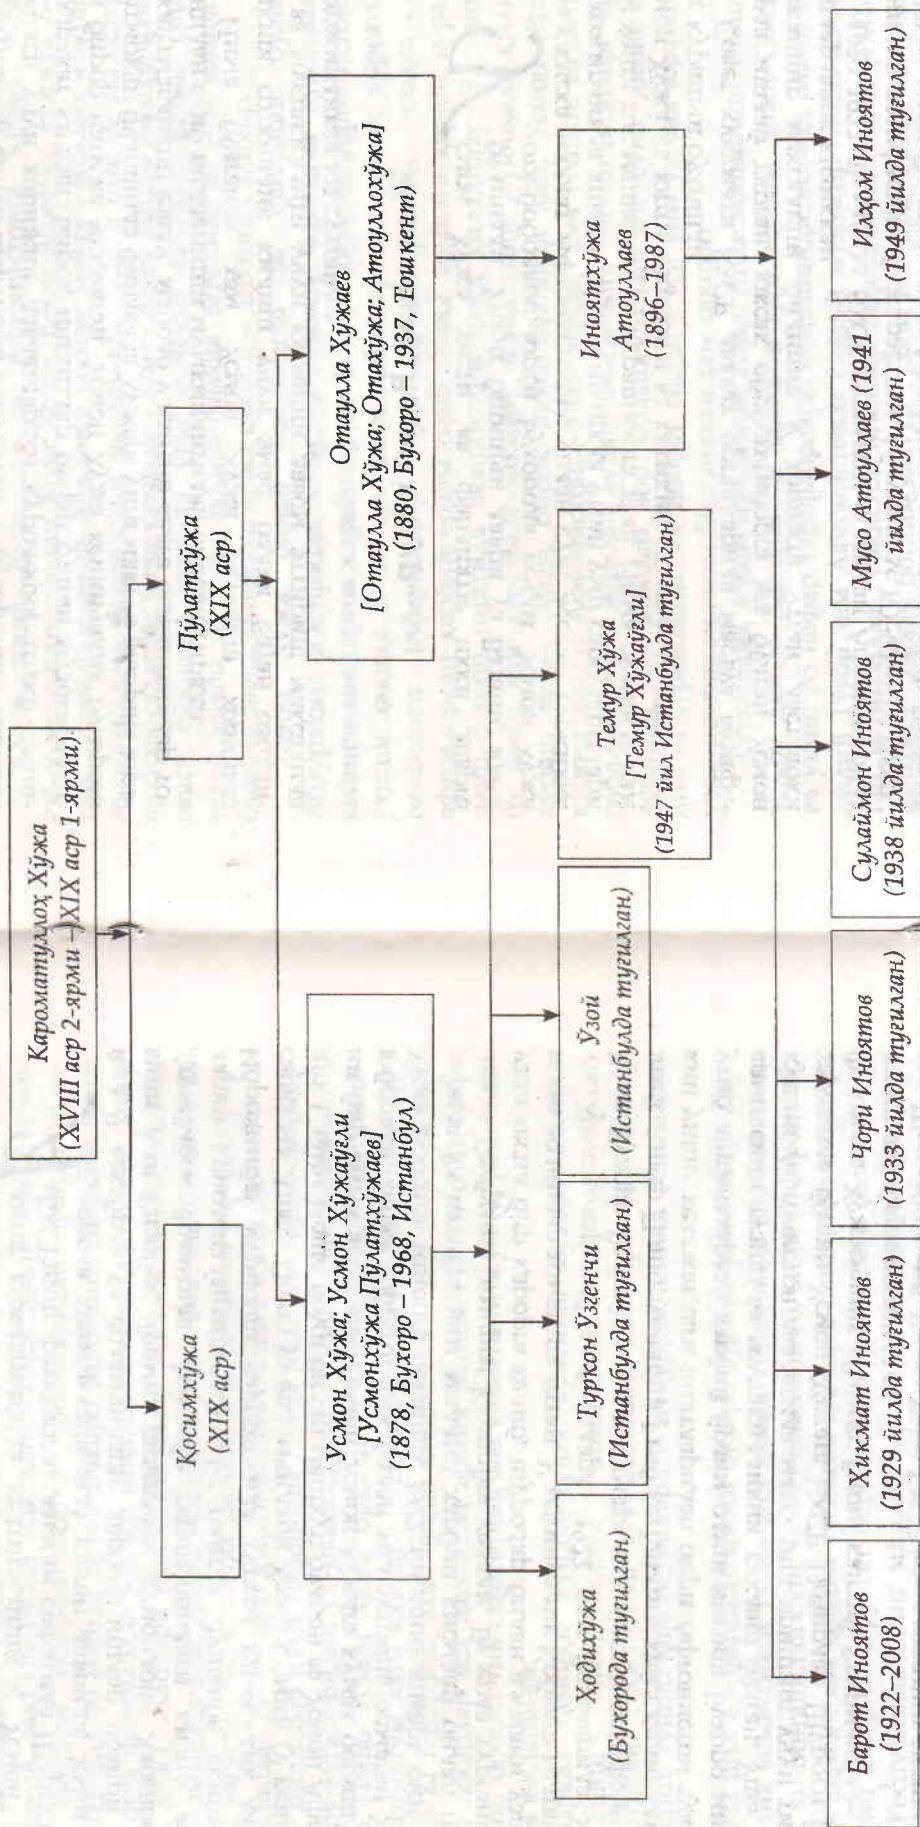 Кароматуллоҳ Хўжа
(XVIII аср 2-ярми –XIX аср 1-ярми)
Қосимхўжа
(XIX аср)
Пўлатхўжа
(XIX аср)
Усмон Хўжа; Усмон Хўжаўғли
[Усмонхўжа Пўлатхўжаев]
(1878, Бухоро – 1968, Истанбул)
Отаулла Хўжаев
[Отаулла Хўжа; Отахўжа; Атоуллохўжа]
(1880, Бухоро – 1937, Тошкент)
Ҳодихўжа
(Бухорода туғилган)
Туркон Ўзгенчи
(Истанбулда туғилган)
Ўзой
(Истанбулда туғилган)
Темур Хўжа
[Темур Хўжаўғли]
(1947 йил Истанбулда туғилган)
Иноятхўжа
Атоуллаев
(1896–1987)
Барот Иноятов
(1922–2008)
Ҳикмат Иноятов
(1929 йилда туғилган)
Чори Иноятов
(1933 йилда туғилган)
Сулаймон Иноятов
(1938 йилда туғилган)
Мусо Атоуллаев (1941
йилда туғилган)
Илҳом Иноятов
(1949 йилда туғилган)